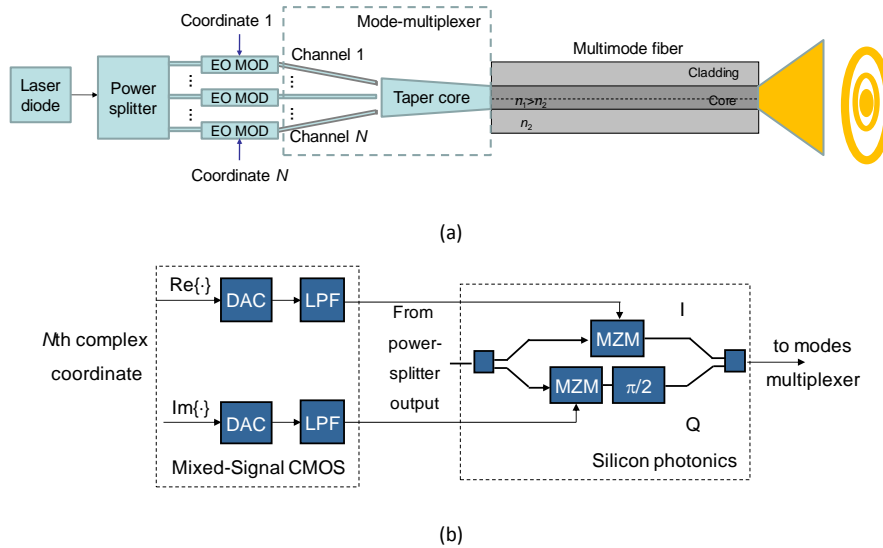 Coordinate 1
Mode-multiplexer
Laser
diode
Power
splitter
EO MOD
EO MOD
EO MOD
Channel 1
Channel N
Coordinate N
Taper core
Multimode fiber
Cladding
n₁>n₂
Core
n₂
(a)
Nth complex
coordinate
Re{·}
DAC
LPF
Im{·}
DAC
LPF
Mixed-Signal CMOS
From
power-
splitter
output
MZM
I
MZM
π/2
Q
Silicon photonics
to modes
multiplexer
(b)